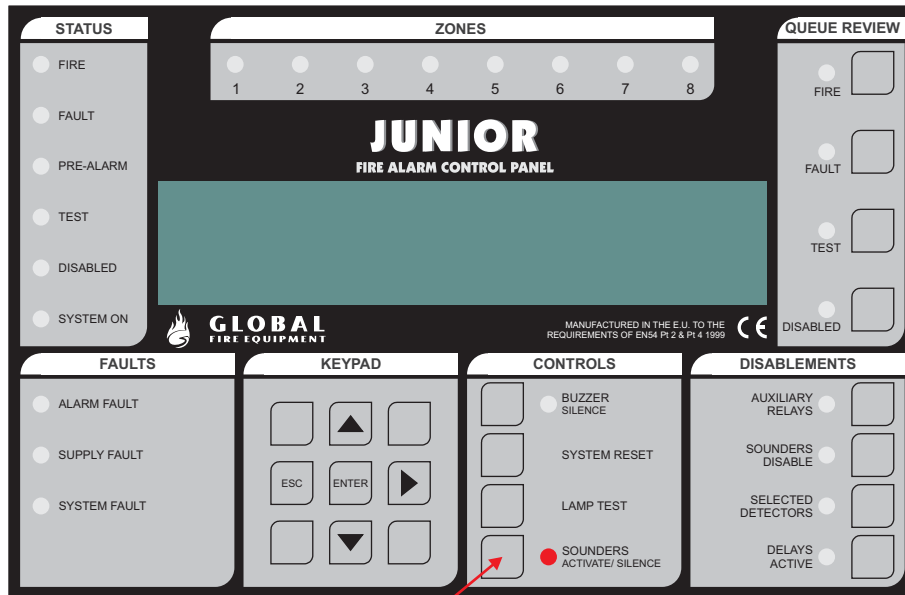 STATUS
FIRE
FAULT
PRE-ALARM
TEST
DISABLED
SYSTEM ON
ZONES
1 2 3 4 5 6 7 8
JUNIOR
FIRE ALARM CONTROL PANEL
GLOBAL
FIRE EQUIPMENT
MANUFACTURED IN THE E.U. TO THE
REQUIREMENTS OF EN54 Pt 2 & Pt 4 1999
CE
QUEUE REVIEW
FIRE
FAULT
TEST
DISABLED
FAULTS
ALARM FAULT
SUPPLY FAULT
SYSTEM FAULT
KEYPAD
ESC
ENTER
CONTROLS
BUZZER
SILENCE
SYSTEM RESET
LAMP TEST
SOUNDERS
ACTIVATE/ SILENCE
DISABLEMENTS
AUXILIARY
RELAYS
SOUNDERS
DISABLE
SELECTED
DETECTORS
DELAYS
ACTIVE